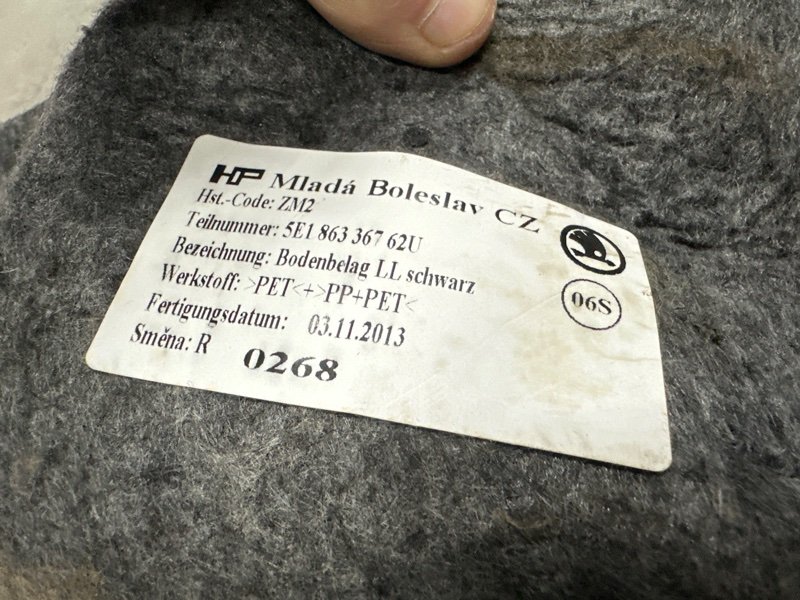 HP Mladá Boleslav CZ
Hst.-Code: ZM2
Teilnummer: 5E1 863 367 62U
Bezeichnung: Bodenbelag LL schwarz
Werkstoff: >PET<+>PP+PET<
Fertigungsdatum: 03.11.2013
Směna: R 0268
06S